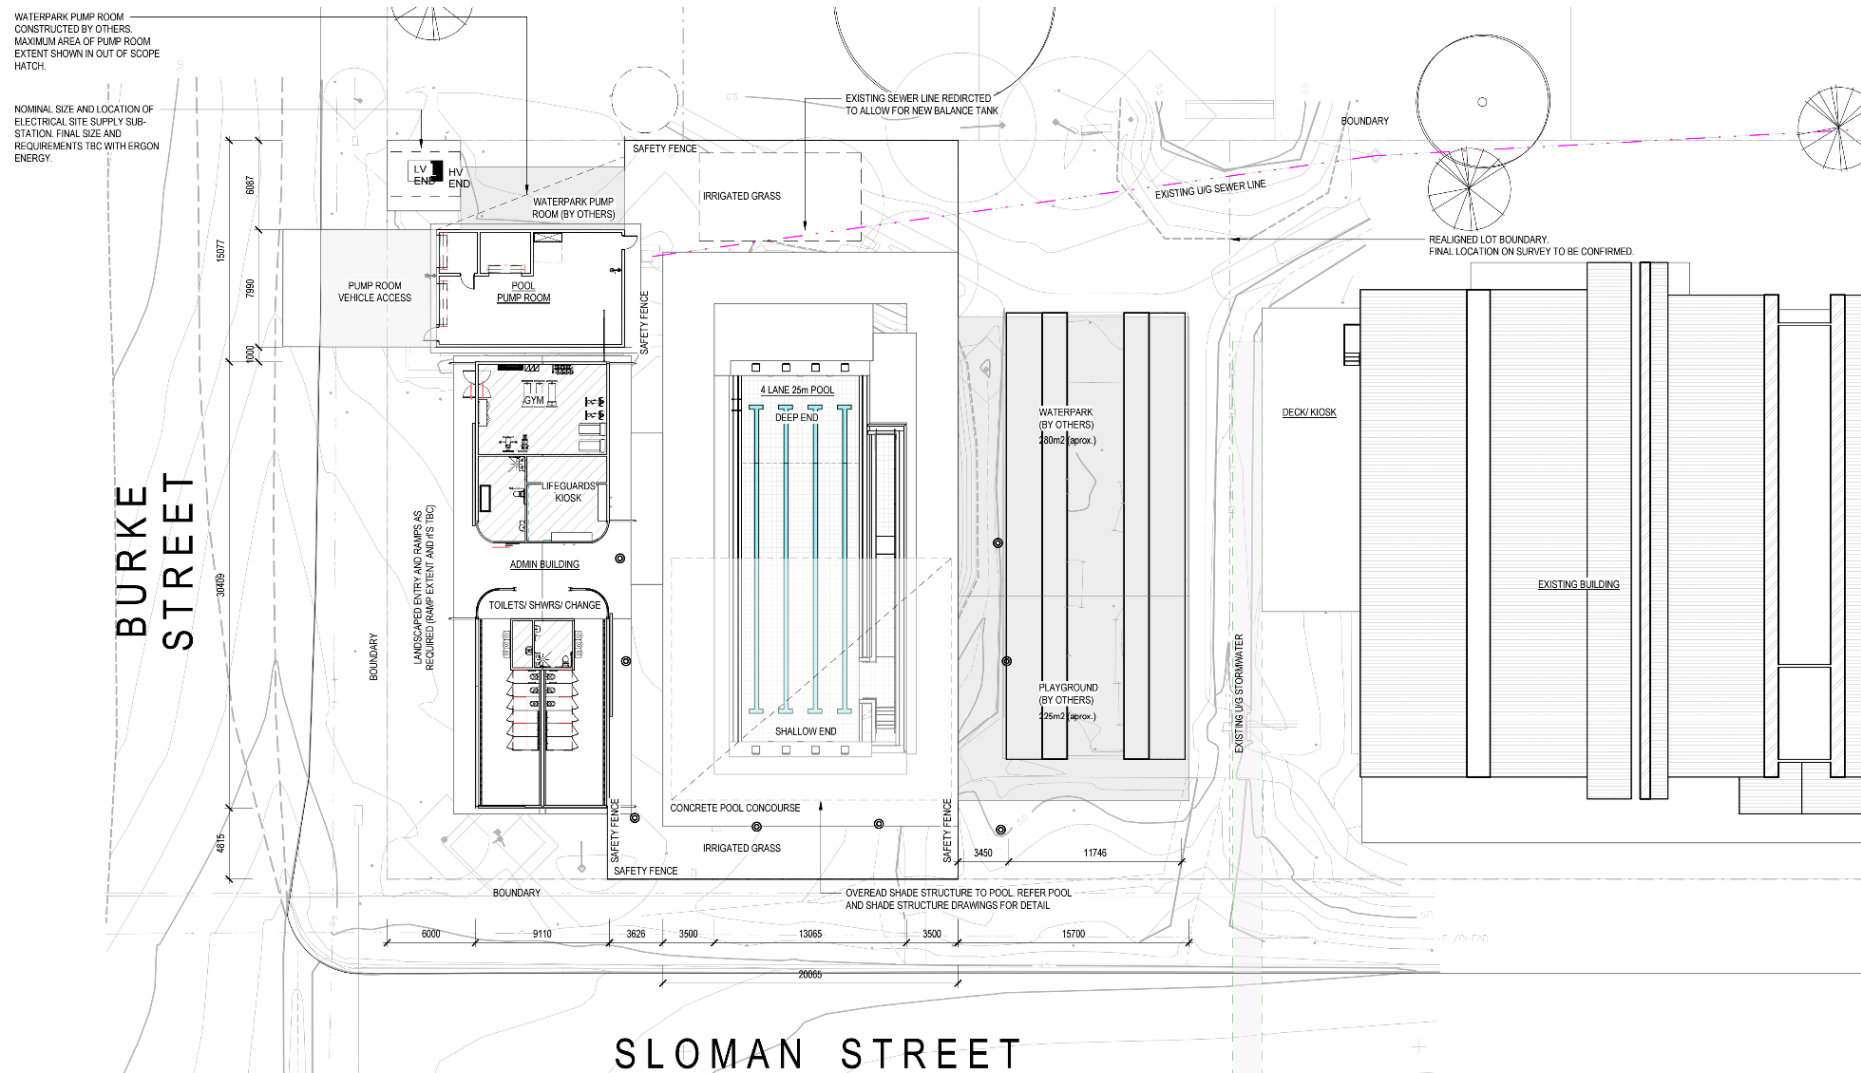 WATERPARK PUMP ROOM
CONSTRUCTED BY OTHERS.
MAXIMUM AREA OF PUMP ROOM
EXTENT SHOWN IN OUT OF SCOPE
HATCH.
NOMINAL SIZE AND LOCATION OF
ELECTRICAL SITE SUPPLY SUB-
STATION. FINAL SIZE AND
REQUIREMENTS TBC WITH ERGON
ENERGY.
EXISTING SEWER LINE REDIRCTED
TO ALLOW FOR NEW BALANCE TANK
BOUNDARY
SAFETY FENCE
LV
END
HV
END
IRRIGATED GRASS
EXISTING U/G SEWER LINE
WATERPARK PUMP
ROOM (BY OTHERS)
REALIGNED LOT BOUNDARY.
FINAL LOCATION ON SURVEY TO BE CONFIRMED.
6087
15077
7990
1000
30409
4815
PUMP ROOM
VEHICLE ACCESS
POOL
PUMP ROOM
SAFETY FENCE
4 LANE 25m POOL
DEEP END
GYM
WATERPARK
(BY OTHERS)
280m2 (aprox.)
DECK/ KIOSK
LIFEGUARDS
KIOSK
BURKE
STREET
LANDSCAPED ENTRY AND RAMPS AS
REQUIRED (RAMP EXTENT AND rl'S TBC)
ADMIN BUILDING
EXISTING BUILDING
TOILETS/ SHWRS/ CHANGE
BOUNDARY
EXISTING U/G STORMWATER
PLAYGROUND
(BY OTHERS)
225m2 (aprox.)
SHALLOW END
CONCRETE POOL CONCOURSE
SAFETY FENCE
SAFETY FENCE
IRRIGATED GRASS
3450
11746
SAFETY FENCE
BOUNDARY
OVEREAD SHADE STRUCTURE TO POOL. REFER POOL
AND SHADE STRUCTURE DRAWINGS FOR DETAIL
6000
9110
3626
3500
13065
3500
15700
20065
SLOMAN STREET